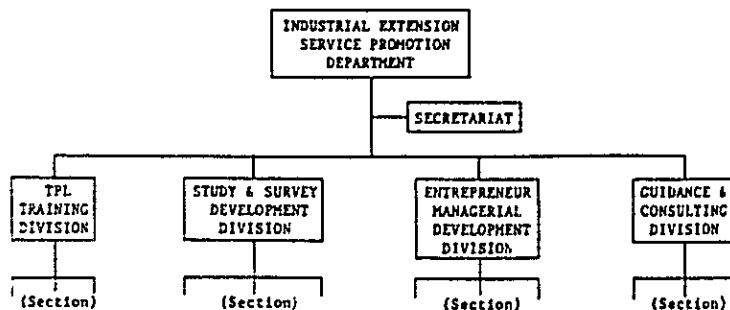 INDUSTRIAL EXTENSION
SERVICE PROMOTION
DEPARTMENT
SECRETARIAT
TPL
TRAINING
DIVISION
STUDY & SURVEY
DEVELOPMENT
DIVISION
ENTREPRENEUR
MANAGERIAL
DEVELOPMENT
DIVISION
GUIDANCE &
CONSULTING
DIVISION
(Section)
(Section)
(Section)
(Section)